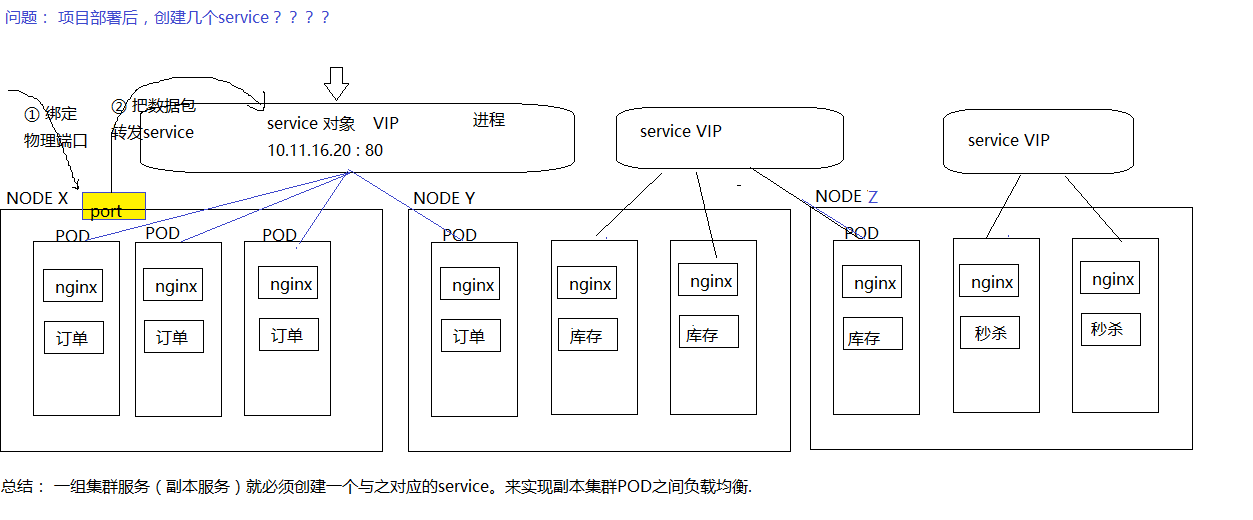 问题： 项目部署后，创建几个service？？？？
① 绑定
物理端口
② 把数据包
转发service
service 对象 VIP
进程
10.11.16.20 : 80
service VIP
service VIP
NODE X
port
NODE Y
NODE Z
POD
POD
POD
POD
POD
nginx
nginx
nginx
nginx
nginx
nginx
nginx
nginx
nginx
订单
订单
订单
订单
库存
库存
库存
秒杀
秒杀
总结： 一组集群服务（副本服务）就必须创建一个与之对应的service。来实现副本集群POD之间负载均衡.